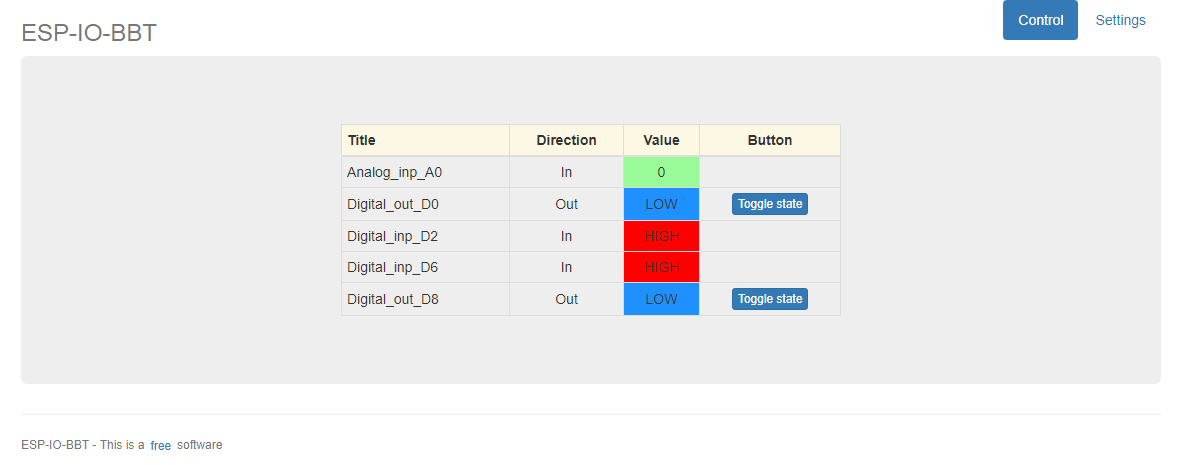 Control Settings
ESP-IO-BBT
Title Direction Value Button
Analog_inp_A0 In 0
Digital_out_D0 Out LOW Toggle state
Digital_inp_D2 In HIGH
Digital_inp_D6 In HIGH
Digital_out_D8 Out LOW Toggle state
ESP-IO-BBT - This is a free software